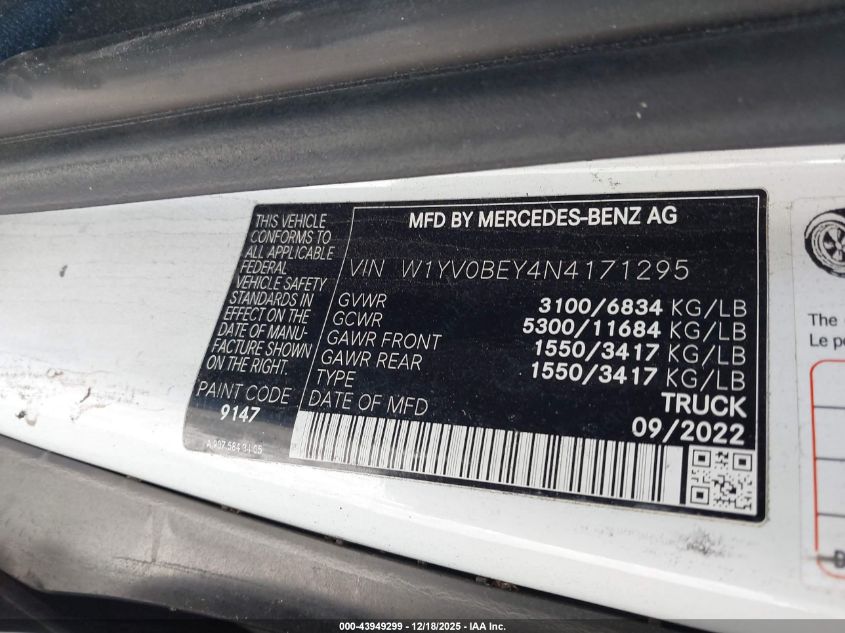 MFD BY MERCEDES-BENZ AG
THIS VEHICLE
CONFORMS TO
ALL APPLICABLE
FEDERAL
VEHICLE SAFETY
STANDARDS IN
EFFECT ON THE
DATE OF MANU-
FACTURE SHOWN
ON THE RIGHT.
PAINT CODE
9147
VIN W1YV0BEY4N4171295
GVWR 3100/6834 KG/LB
GCWR 5300/11684 KG/LB
GAWR FRONT 1550/3417 KG/LB
GAWR REAR 1550/3417 KG/LB
TYPE TRUCK
DATE OF MFD 09/2022
The
Le po
000-43949299 - 12/18/2025 - IAA Inc.